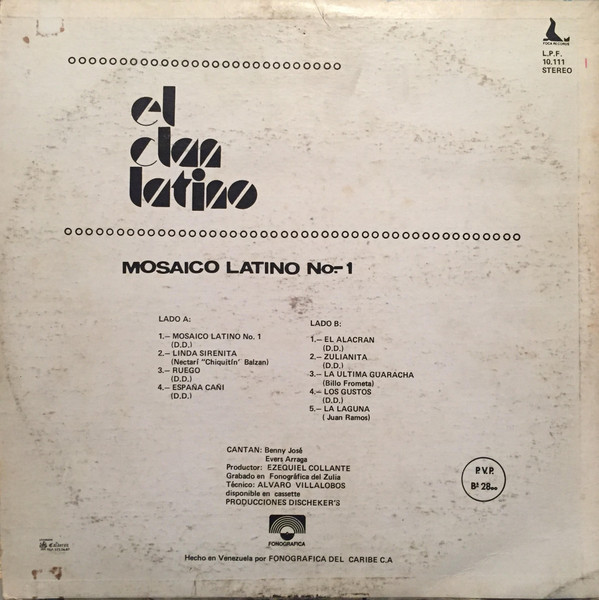 FOCA RECORDS
L.P.F.
10.111
STEREO
el
clan
latino
MOSAICO LATINO No.-1
LADO A:
1.— MOSAICO LATINO No. 1
(D.D.)
2.— LINDA SIRENITA
(Nectarí "Chiquitín' Balzan)
3.— RUEGO
(D.D.)
4.— ESPAÑA CAÑI
(D.D.)
LADO B:
1.— EL ALACRAN
(D.D.)
2.— ZULIANITA
(D.D.)
3.— LA ULTIMA GUARACHA
(Billo Frometa)
4.— LOS GUSTOS
(D.D.)
5.— LA LAGUNA
( Juan Ramos)
CANTAN: Benny José
Evers Arraga
Productor: EZEQUIEL COLLANTE
Grabado en Fonográfica del Zulia
Técnico: ALVARO VILLALOBOS
disponible en cassette
PRODUCCIONES DISCHEKER'S
P.V.P.
Bs 28.oo
FONOGRAFICA
Hecho en Venezuela por FONOGRAFICA DEL CARIBE C.A